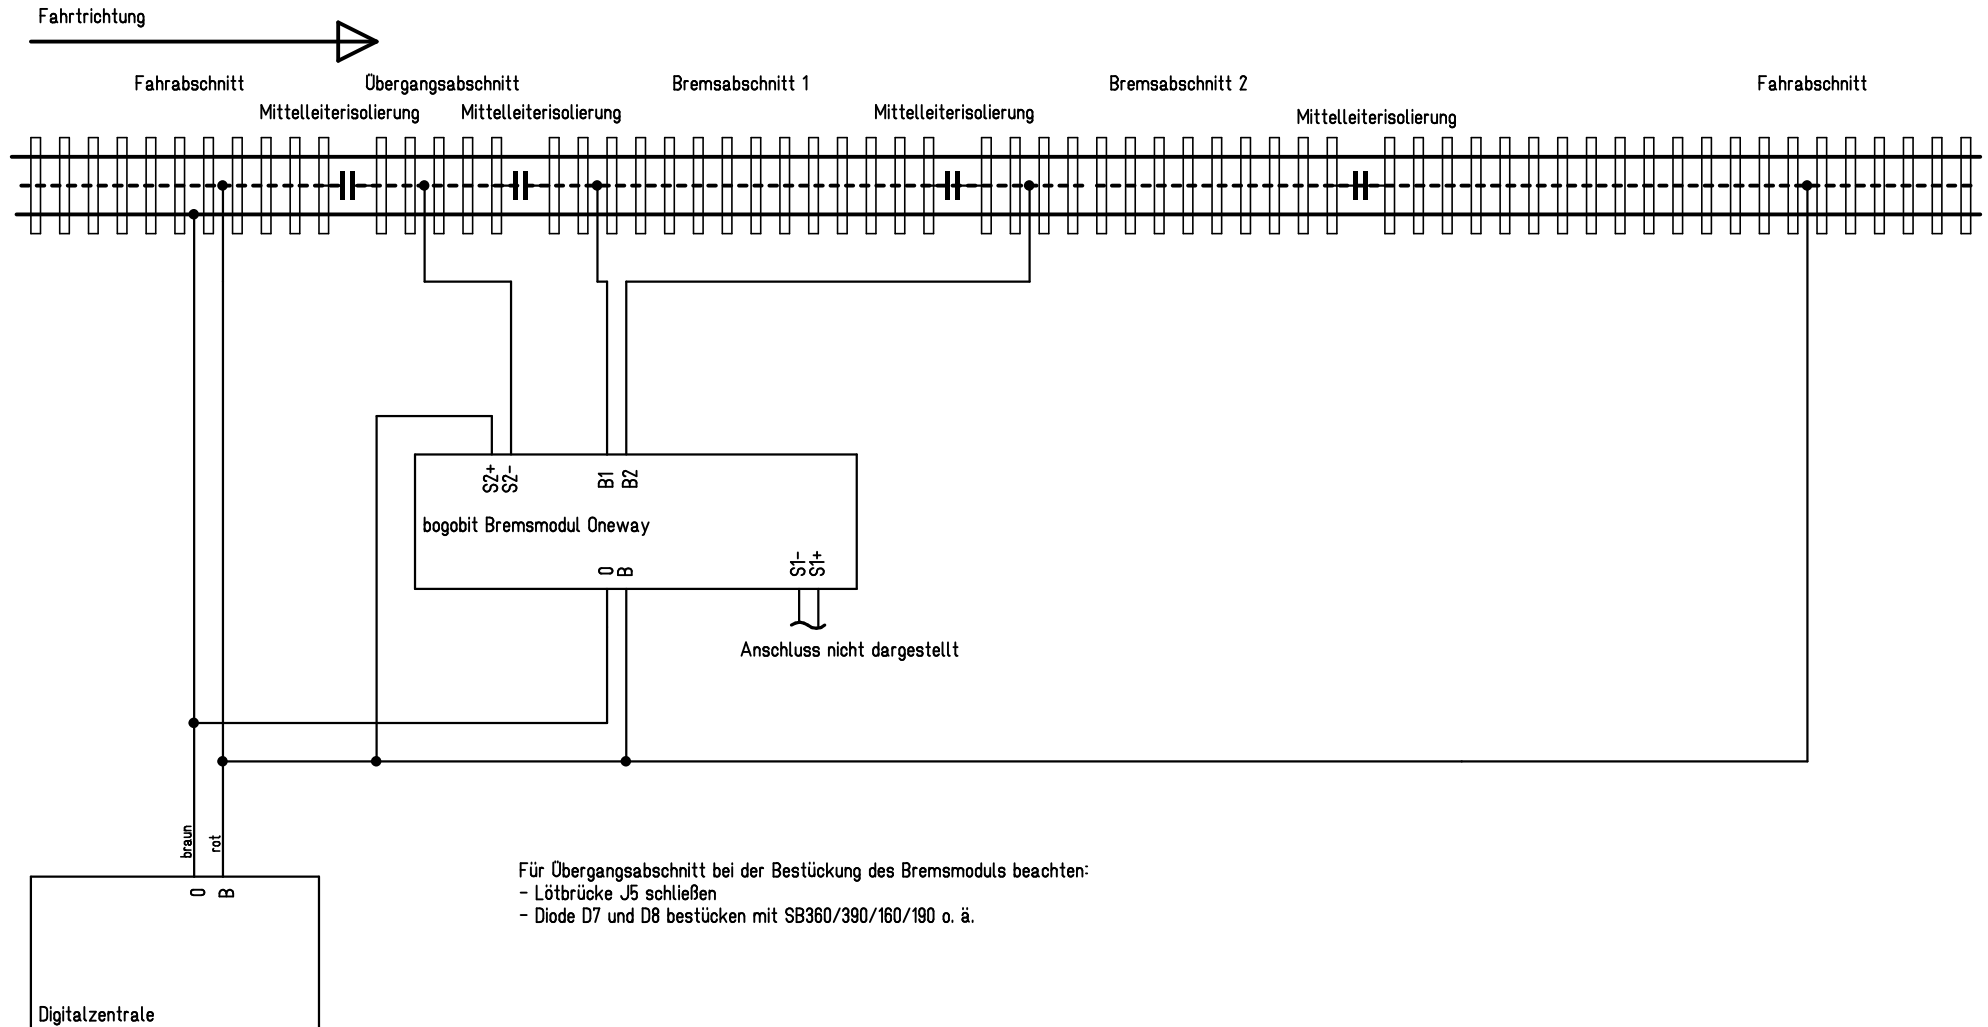 Fahrtrichtung
Fahrabschnitt
Übergangsabschnitt
Bremsabschnitt 1
Bremsabschnitt 2
Fahrabschnitt
Mittelleiterisolierung
Mittelleiterisolierung
Mittelleiterisolierung
Mittelleiterisolierung
S2+
S2-
B1
B2
bogobit Bremsmodul Oneway
0
B
S1-
S1+
Anschluss nicht dargestellt
braun
rot
0
B
Für Übergangsabschnitt bei der Bestückung des Bremsmoduls beachten:
- Lötbrücke J5 schließen
- Diode D7 und D8 bestücken mit SB360/390/160/190 o. ä.
Digitalzentrale